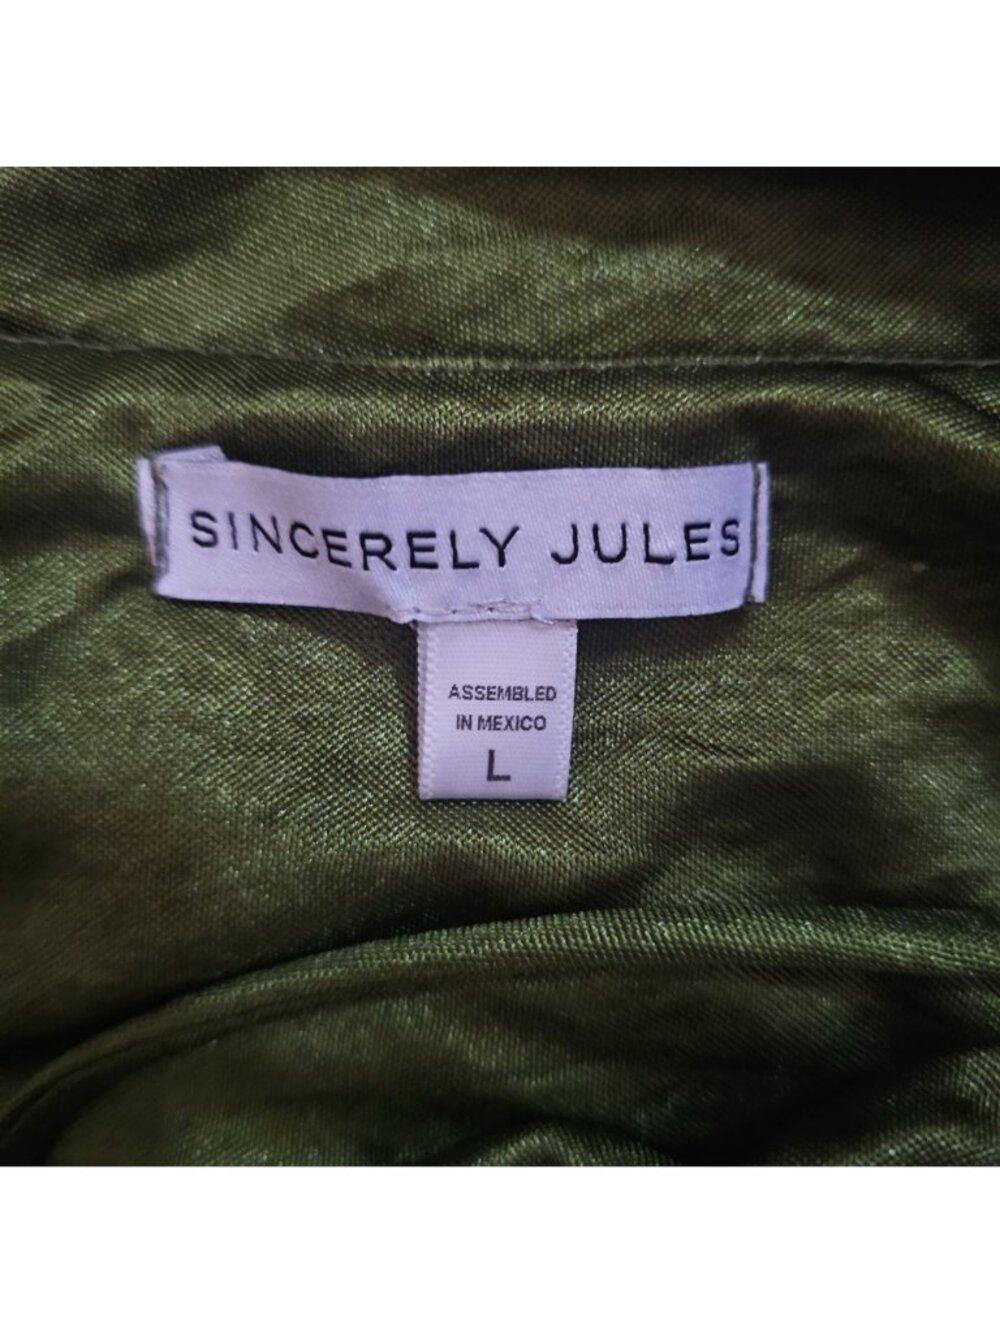 SINCERELY JULES
ASSEMBLED
IN MEXICO
L